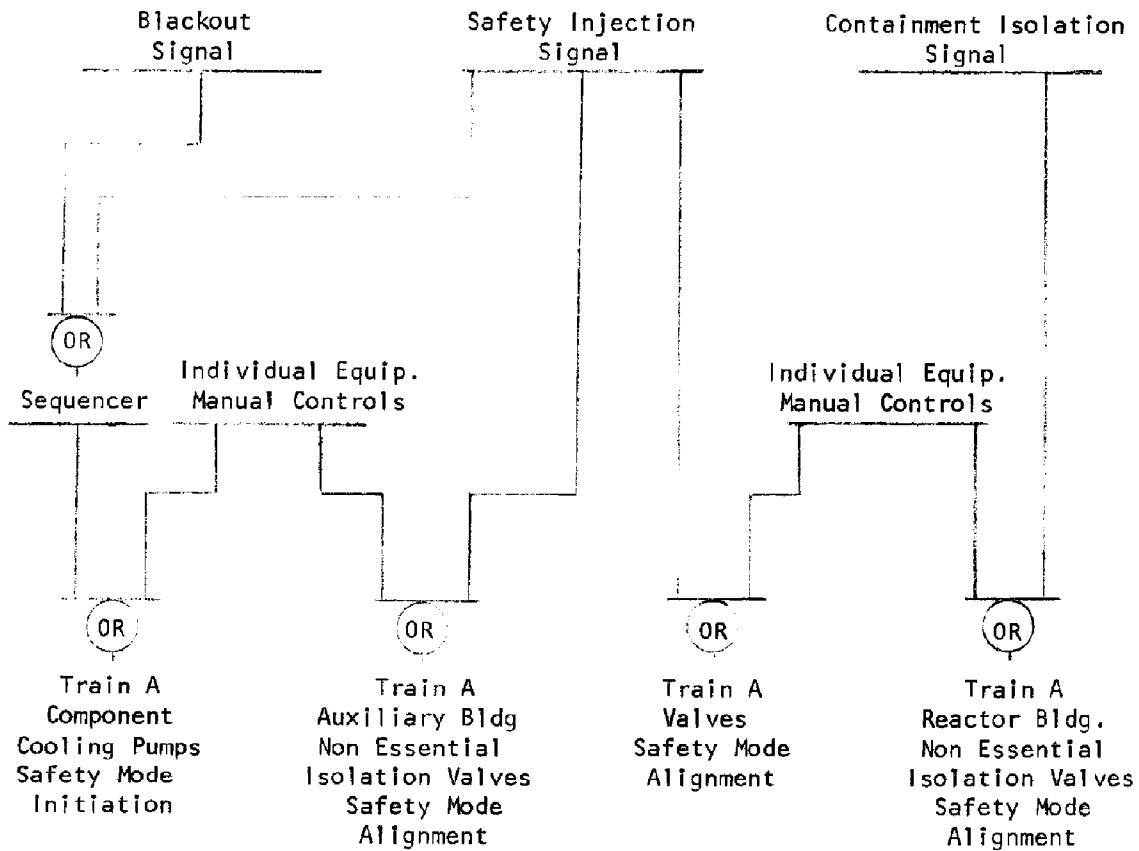 Blackout
Signal
Safety Injection
Signal
Containment Isolation
Signal
OR
Sequencer
Individual Equip.
Manual Controls
Individual Equip.
Manual Controls
OR
OR
OR
OR
Train A
Component
Cooling Pumps
Safety Mode
Initiation
Train A
Auxiliary Bldg
Non Essential
Isolation Valves
Safety Mode
Alignment
Train A
Valves
Safety Mode
Alignment
Train A
Reactor Bldg.
Non Essential
Isolation Valves
Safety Mode
Alignment